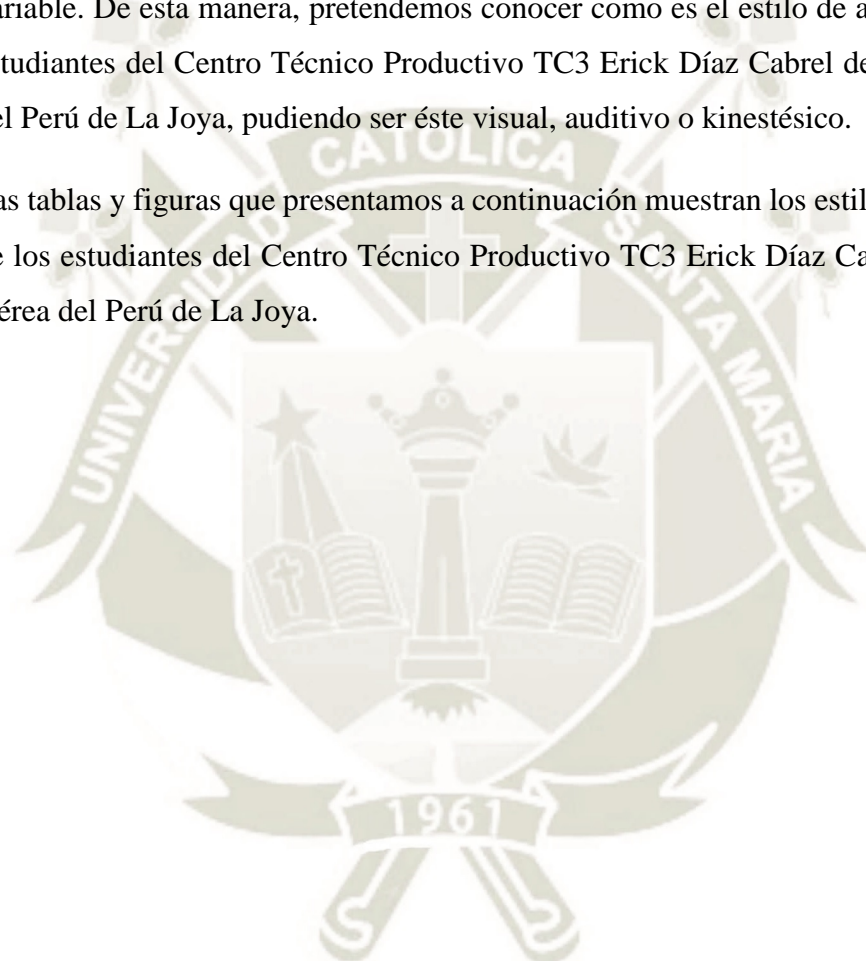 ariable. De esta manera, pretendemos conocer como es el estilo de a
studiantes del Centro Técnico Productivo TC3 Erick Díaz Cabrel de
el Perú de La Joya, pudiendo ser éste visual, auditivo o kinestésico.
as tablas y figuras que presentamos a continuación muestran los estil
e los estudiantes del Centro Técnico Productivo TC3 Erick Díaz Ca
érea del Perú de La Joya.
UNIVERSIDAD CATOLICA SANTA MARIA
1961